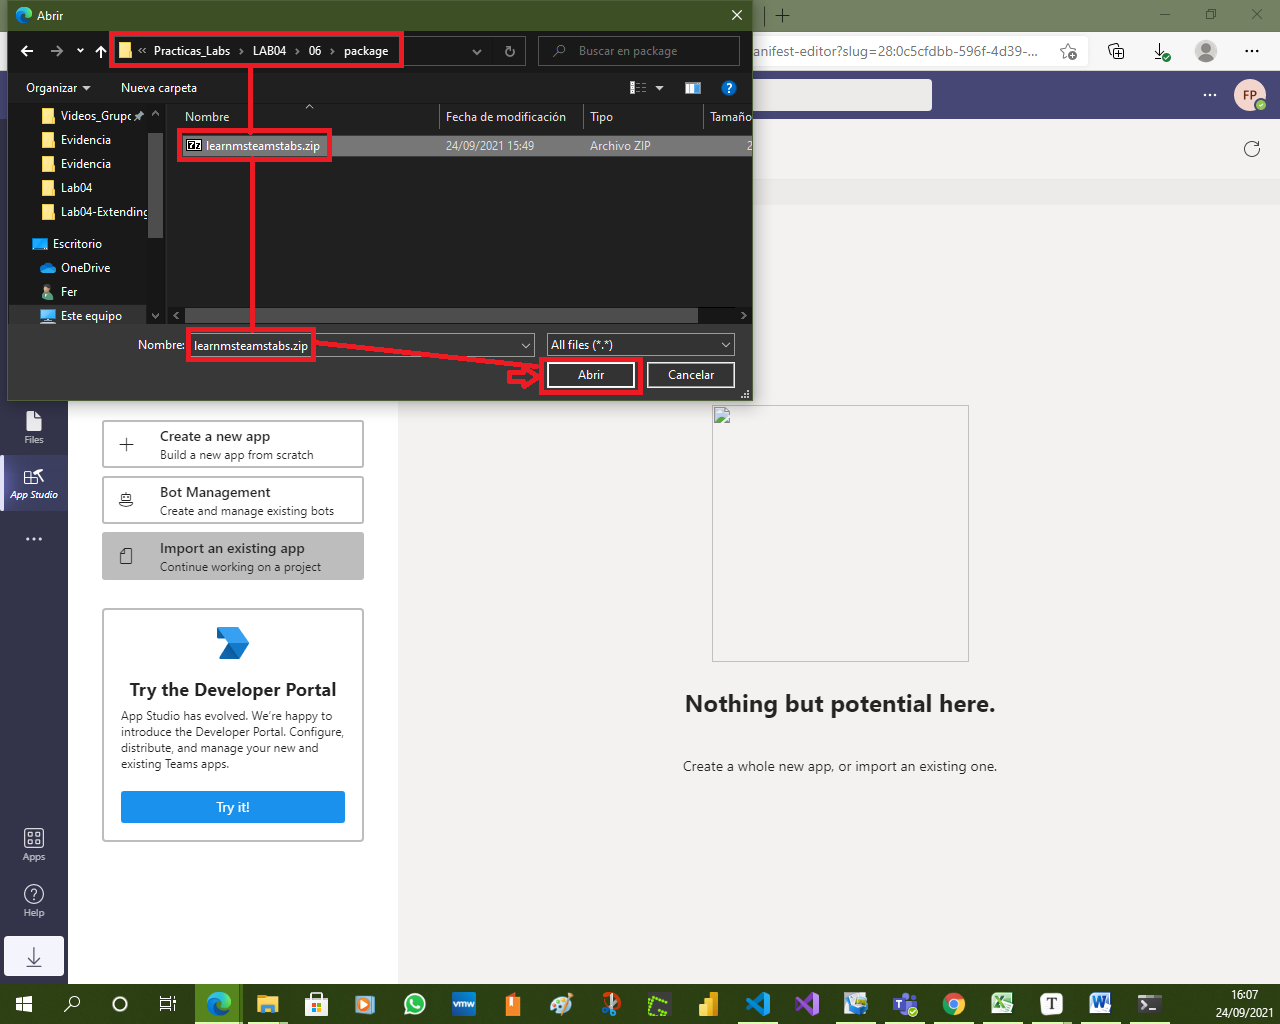 Abrir
« Practicas_Labs › LAB04 › 06 › package
Buscar en package
anifest-editor?slug=28:0c5cfdbb-596f-4d39-...
Organizar
Nueva carpeta
FP
Nombre
Fecha de modificación
Tipo
Tamaño
Videos_Grupo
Evidencia
Evidencia
Lab04
Lab04-Extending
Escritorio
OneDrive
Fer
Este equipo
7z learnmsteamstabs.zip
24/09/2021 15:49
Archivo ZIP
2
Nombre:
learnmsteamstabs.zip
All files (*.*)
Abrir
Cancelar
Files
App Studio
Apps
Help
Create a new app
Build a new app from scratch
Bot Management
Create and manage existing bots
Import an existing app
Continue working on a project
Try the Developer Portal
App Studio has evolved. We're happy to
introduce the Developer Portal. Configure,
distribute, and manage your new and
existing Teams apps.
Try it!
Nothing but potential here.
Create a whole new app, or import an existing one.
vmw
T
16:07
24/09/2021